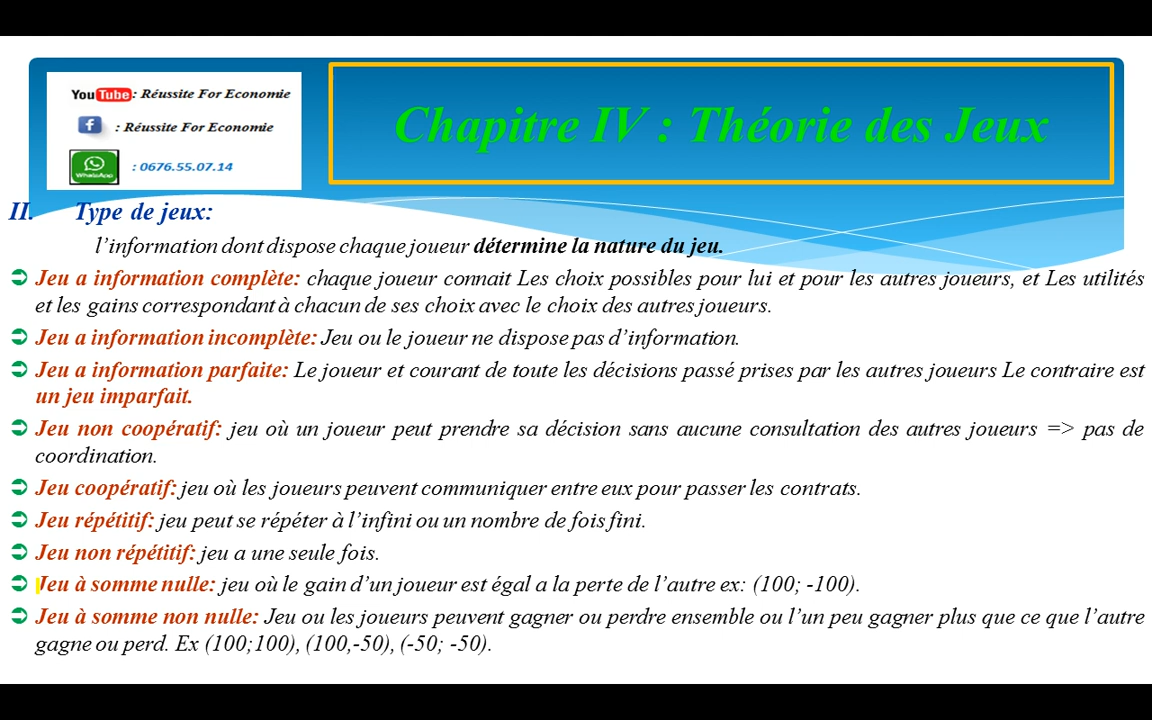 YouTube : Réussite For Economie
f : Réussite For Economie
WhatsApp : 0676.55.07.14
Chapitre IV : Théorie des Jeux
II. Type de jeux:
l’information dont dispose chaque joueur détermine la nature du jeu.
Jeu a information complète: chaque joueur connait Les choix possibles pour lui et pour les autres joueurs, et Les utilités
et les gains correspondant à chacun de ses choix avec le choix des autres joueurs.
Jeu a information incomplète: Jeu ou le joueur ne dispose pas d’information.
Jeu a information parfaite: Le joueur et courant de toute les décisions passé prises par les autres joueurs Le contraire est
un jeu imparfait.
Jeu non coopératif: jeu où un joueur peut prendre sa décision sans aucune consultation des autres joueurs => pas de
coordination.
Jeu coopératif: jeu où les joueurs peuvent communiquer entre eux pour passer les contrats.
Jeu répétitif: jeu peut se répéter à l’infini ou un nombre de fois fini.
Jeu non répétitif: jeu a une seule fois.
Jeu à somme nulle: jeu où le gain d’un joueur est égal a la perte de l’autre ex: (100; -100).
Jeu à somme non nulle: Jeu ou les joueurs peuvent gagner ou perdre ensemble ou l’un peu gagner plus que ce que l’autre
gagne ou perd. Ex (100;100), (100,-50), (-50; -50).